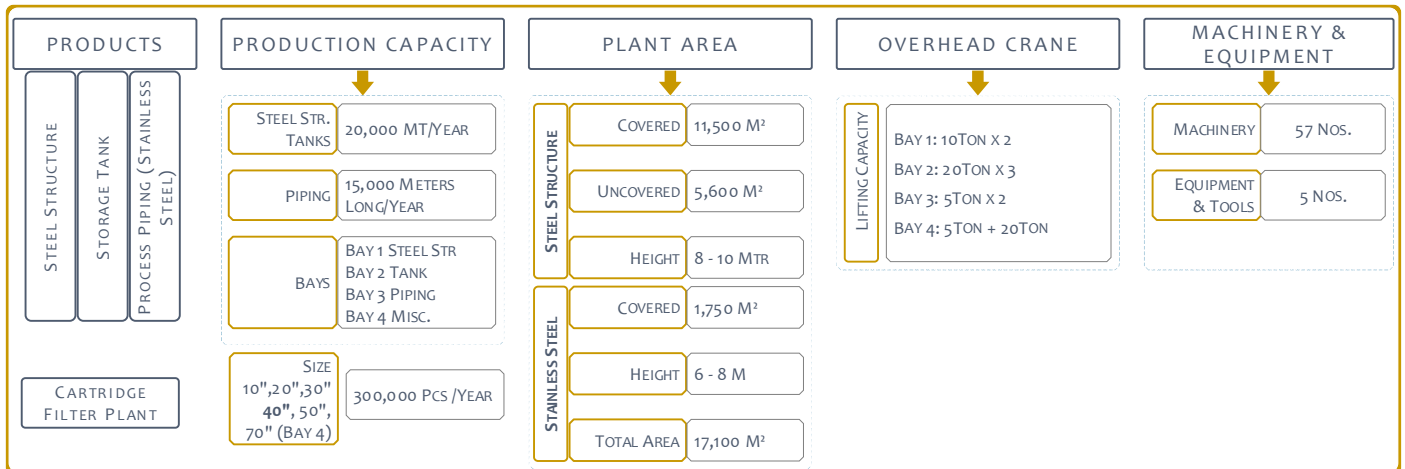 PRODUCTS
STEEL STRUCTURE
STORAGE TANK
PROCESS PIPING (STAINLESS
STEEL)
CARTRIDGE
FILTER PLANT
PRODUCTION CAPACITY
STEEL STR.
TANKS
20,000 MT/YEAR
PIPING
15,000 METERS
LONG/YEAR
BAYS
BAY 1 STEEL STR
BAY 2 TANK
BAY 3 PIPING
BAY 4 MISC.
SIZE
10",20",30"
40", 50",
70" (BAY 4)
300,000 PCS /YEAR
PLANT AREA
STEEL STRUCTURE
COVERED
11,500 M²
UNCOVERED
5,600 M²
HEIGHT
8 - 10 MTR
STAINLESS STEEL
COVERED
1,750 M²
HEIGHT
6 - 8 M
TOTAL AREA
17,100 M²
OVERHEAD CRANE
LIFTING CAPACITY
BAY 1: 10TON X 2
BAY 2: 20TON X 3
BAY 3: 5TON X 2
BAY 4: 5TON + 20TON
MACHINERY &
EQUIPMENT
MACHINERY
57 NOS.
EQUIPMENT
& TOOLS
5 NOS.